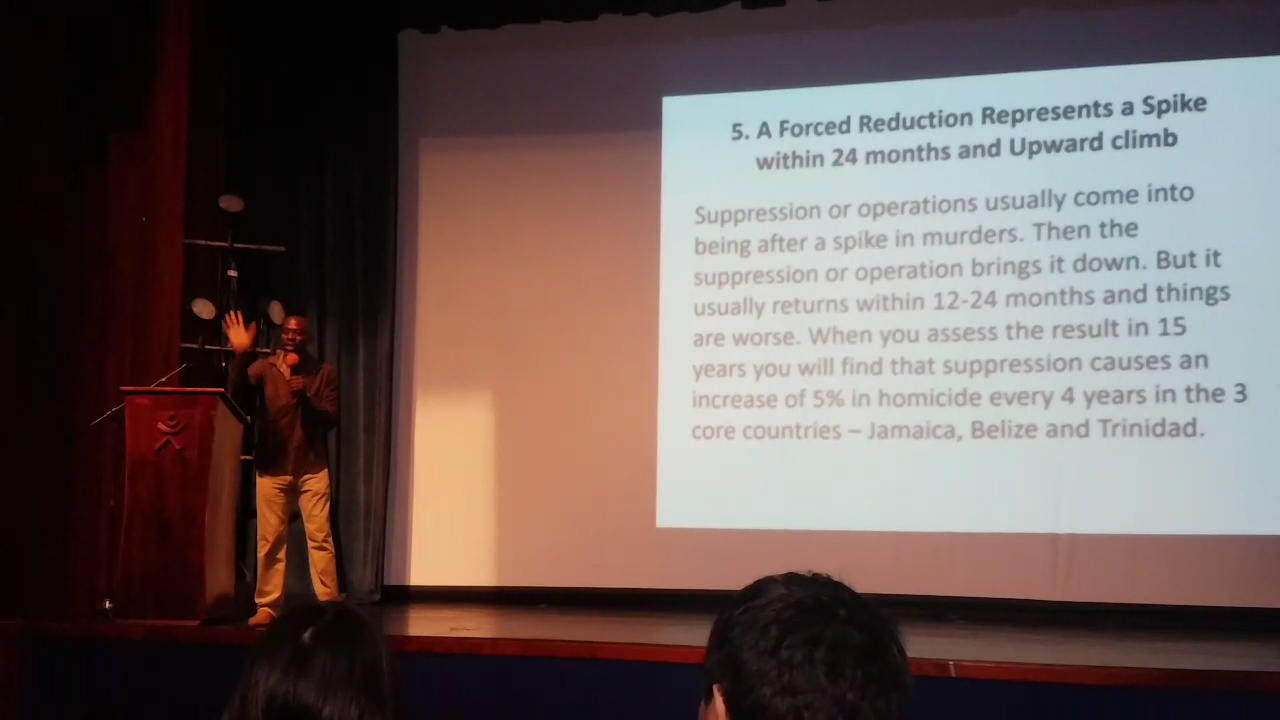 5. A Forced Reduction Represents a Spike
within 24 months and Upward climb
Suppression or operations usually come into
being after a spike in murders. Then the
suppression or operation brings it down. But it
usually returns within 12-24 months and things
are worse. When you assess the result in 15
years you will find that suppression causes an
increase of 5% in homicide every 4 years in the 3
core countries – Jamaica, Belize and Trinidad.